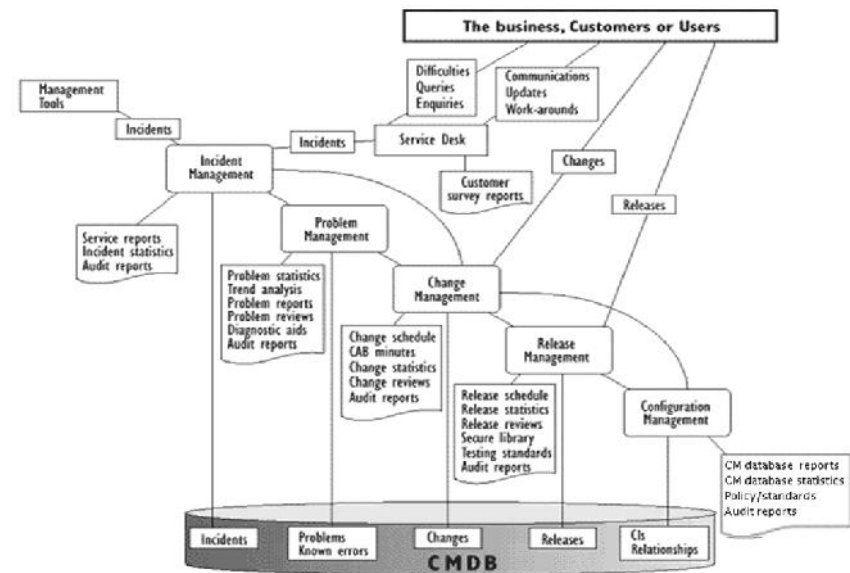 The business, Customers or Users
Difficulties
Queries
Enquiries
Communications
Updates
Work-arounds
Management
Tools
Incidents
Incidents
Service Desk
Incident
Management
Customer
survey reports
Changes
Releases
Service reports
Incident statistics
Audit reports
Problem
Management
Problem statistics
Trend analysis
Problem reports
Problem reviews
Diagnostic aids
Audit reports
Change
Management
Change schedule
CAB minutes
Change statistics
Change reviews
Audit reports
Release
Management
Release schedule
Release statistics
Release reviews
Secure library
Testing standards
Audit reports
Configuration
Management
CM database reports
CM database statistics
Policy/standards
Audit reports
Incidents
Problems
Known errors
Changes
Releases
CIs
Relationships
CMDB